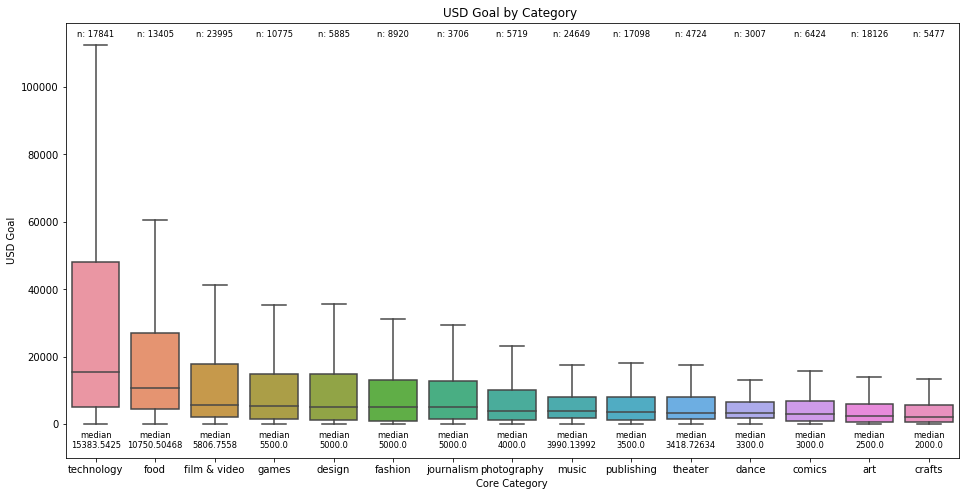 USD Goal by Category
n: 17841 n: 13405 n: 23995 n: 10775 n: 5885 n: 8920 n: 3706 n: 5719 n: 24649 n: 17098 n: 4724 n: 3007 n: 6424 n: 18126 n: 5477
100000
80000
60000
40000
20000
0
USD Goal
median median median median median median median median median median median median median median median
15383.5425 10750.50468 5806.7558 5500.0 5000.0 5000.0 5000.0 4000.0 3990.13992 3500.0 3418.72634 3300.0 3000.0 2500.0 2000.0
technology food film & video games design fashion journalism photography music publishing theater dance comics art crafts
Core Category